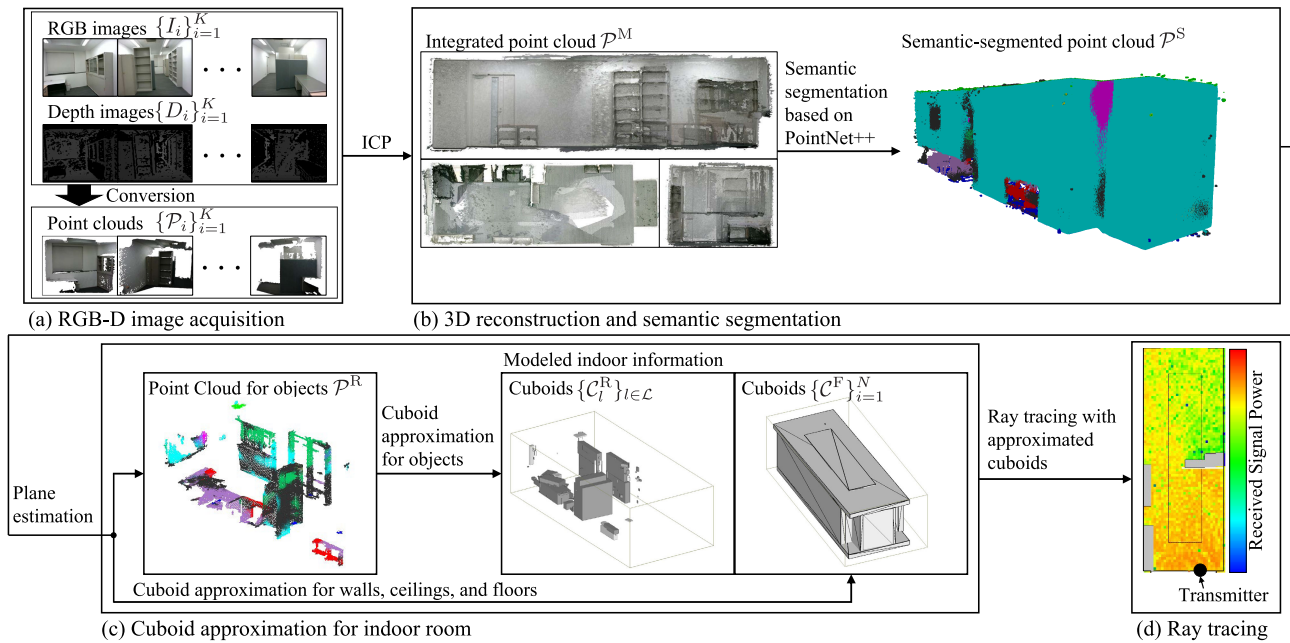 RGB images $\{I_i\}_{i=1}^{K}$
Depth images $\{D_i\}_{i=1}^{K}$
Conversion
Point clouds $\{\mathcal{P}_i\}_{i=1}^{K}$
(a) RGB-D image acquisition
ICP
Integrated point cloud $\mathcal{P}^{\mathrm{M}}$
Semantic
segmentation
based on
PointNet++
Semantic-segmented point cloud $\mathcal{P}^{\mathrm{S}}$
(b) 3D reconstruction and semantic segmentation
Plane
estimation
Point Cloud for objects $\mathcal{P}^{\mathrm{R}}$
Cuboid
approximation
for objects
Modeled indoor information
Cuboids $\{\mathcal{C}_l^{\mathrm{R}}\}_{l \in \mathcal{L}}$
Cuboids $\{\mathcal{C}^{\mathrm{F}}\}_{i=1}^{N}$
Cuboid approximation for walls, ceilings, and floors
(c) Cuboid approximation for indoor room
Ray tracing with
approximated
cuboids
Received Signal Power
Transmitter
(d) Ray tracing